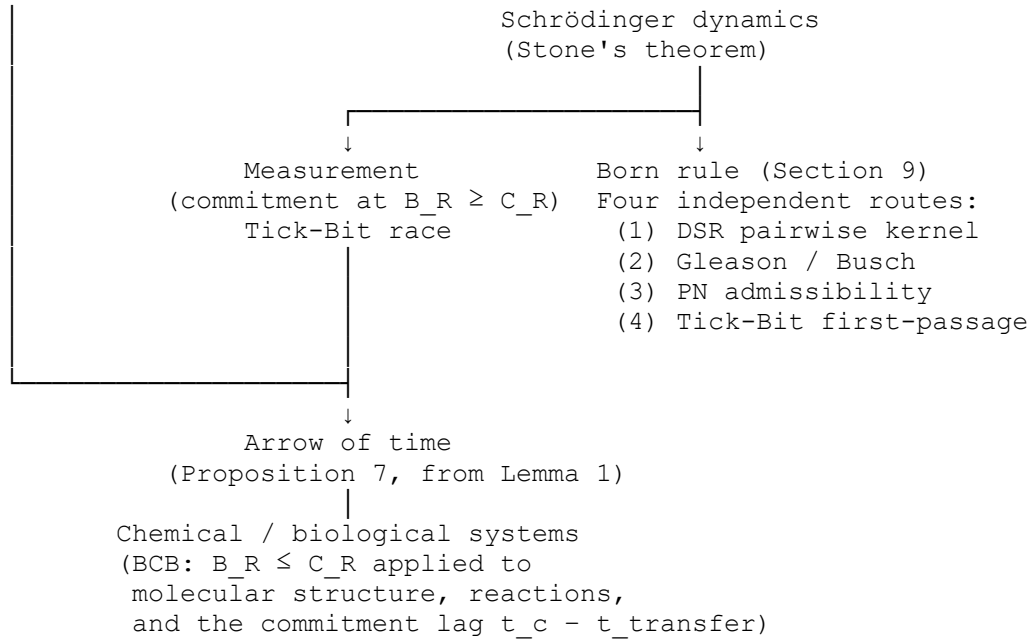 Schrödinger dynamics
(Stone's theorem)
Measurement
(commitment at B_R ≥ C_R)
Tick-Bit race
Born rule (Section 9)
Four independent routes:
(1) DSR pairwise kernel
(2) Gleason / Busch
(3) PN admissibility
(4) Tick-Bit first-passage
Arrow of time
(Proposition 7, from Lemma 1)
Chemical / biological systems
(BCB: B_R ≤ C_R applied to
molecular structure, reactions,
and the commitment lag t_c − t_transfer)